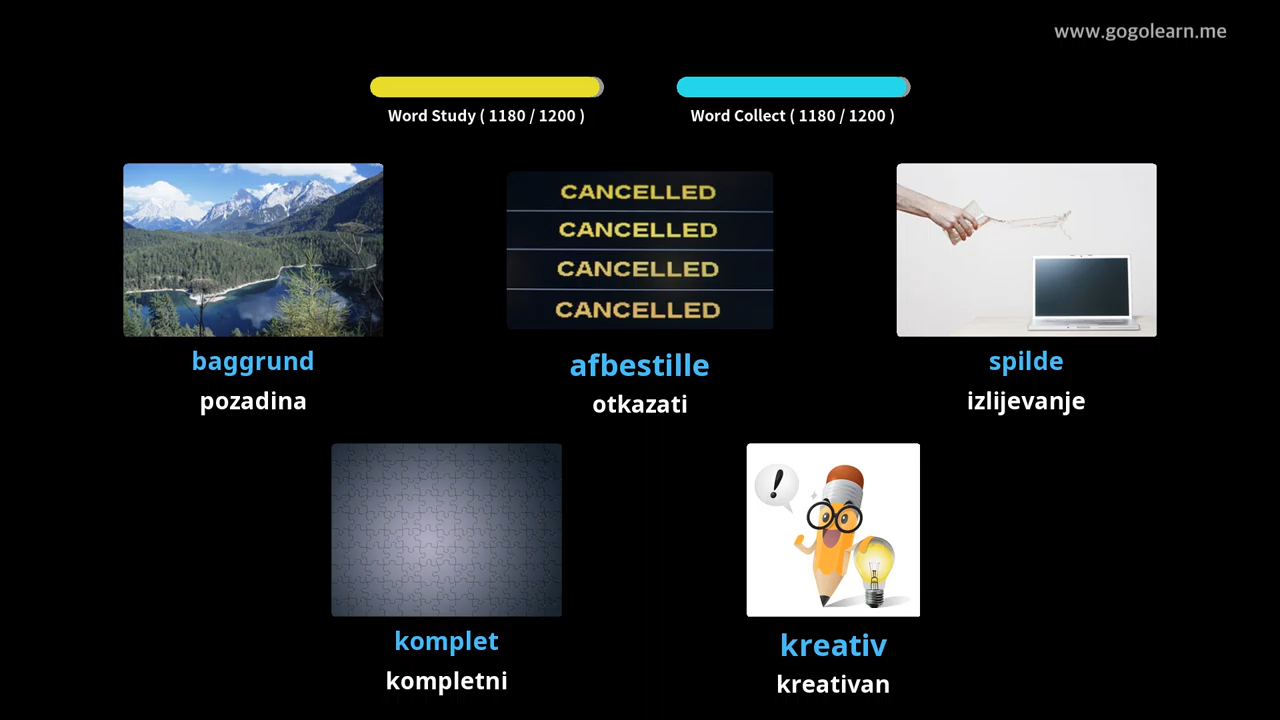 www.gogolearn.me
Word Study ( 1180 / 1200 )
Word Collect ( 1180 / 1200 )
CANCELLED
CANCELLED
CANCELLED
CANCELLED
baggrund
afbestille
spilde
pozadina
otkazati
izlijevanje
!
komplet
kreativ
kompletni
kreativan